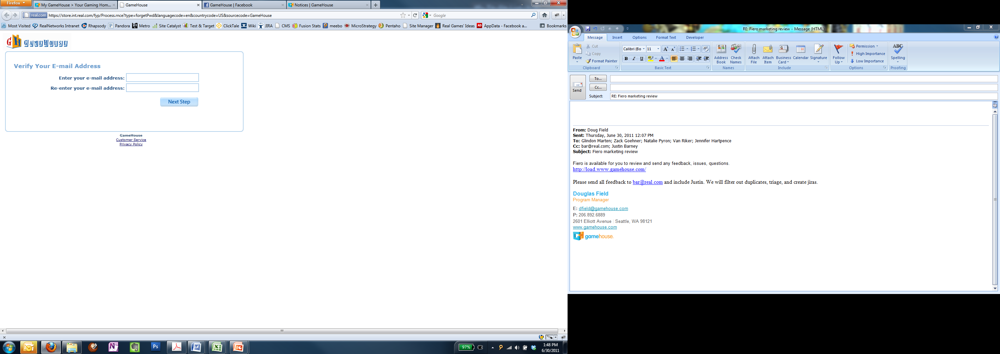 Firefox
My GameHouse > Your Gaming Hom...
GameHouse
GameHouse | Facebook
Notices | GameHouse
real.com
https://store.int.real.com/fyp/Process.rnce?type=forgetPwd&languagecode=en&countrycode=US&sourcecode=GameHouse
Google
Most Visited
RealNetworks Intranet
Rhapsody
Pandora
Metro
Site Catalyst
Test & Target
ClickTale
Wiki
JIRA
CMS
Fusion Stats
meebo
MicroStrategy
Pentaho
Site Manager
Real Games' Ideas
AppData - Facebook a...
Bookmarks
GH GAMEHOUSE
Verify Your E-mail Address
Enter your e-mail address:
Re-enter your e-mail address:
Next Step
GameHouse
Customer Service
Privacy Policy
97%
1:48 PM
6/30/2011
RE: Fiero marketing review - Message (HTML)
Message
Insert
Options
Format Text
Developer
Paste
Cut
Copy
Format Painter
Clipboard
Calibri (Bo
11
Basic Text
Address Book
Check Names
Names
Attach File
Attach Item
Business Card
Calendar
Signature
Include
Follow Up
Permission
High Importance
Low Importance
Options
ABC
Spelling
Proofing
Send
To...
Cc...
Subject:
RE: Fiero marketing review
From: Doug Field
Sent: Thursday, June 30, 2011 12:07 PM
To: Glindon Marten; Zack Goehner; Natalie Pyron; Van Riker; Jennifer Hartpence
Cc: bar@real.com; Justin Barney
Subject: Fiero marketing review
Fiero is available for you to review and send any feedback, issues, questions.
http://load.www.gamehouse.com/
Please send all feedback to bar@real.com and include Justin. We will filter out duplicates, triage, and create jiras.
Douglas Field
Program Manager
E: dfield@gamehouse.com
P: 206.892.6889
2601 Elliott Avenue | Seattle, WA 98121
www.gamehouse.com
gamehouse.